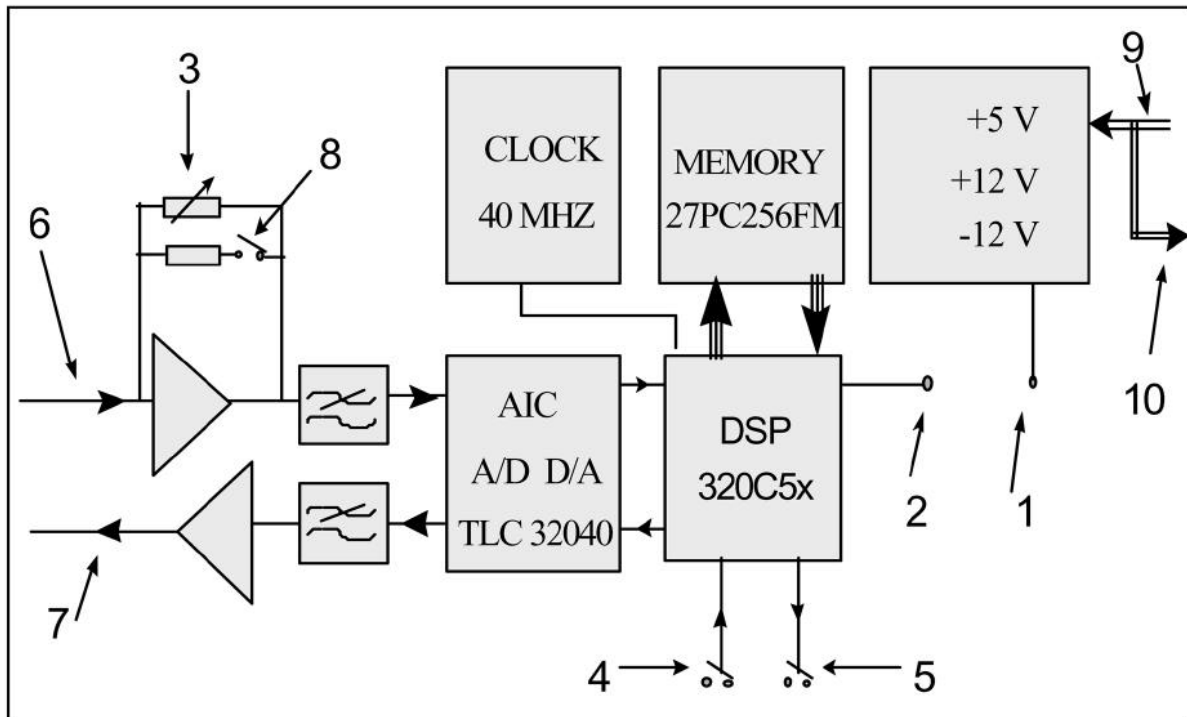 3
8
6
CLOCK
40 MHZ
MEMORY
27PC256FM
+5 V
+12 V
-12 V
9
10
AIC
A/D D/A
TLC 32040
DSP
320C5x
2
1
7
4
5